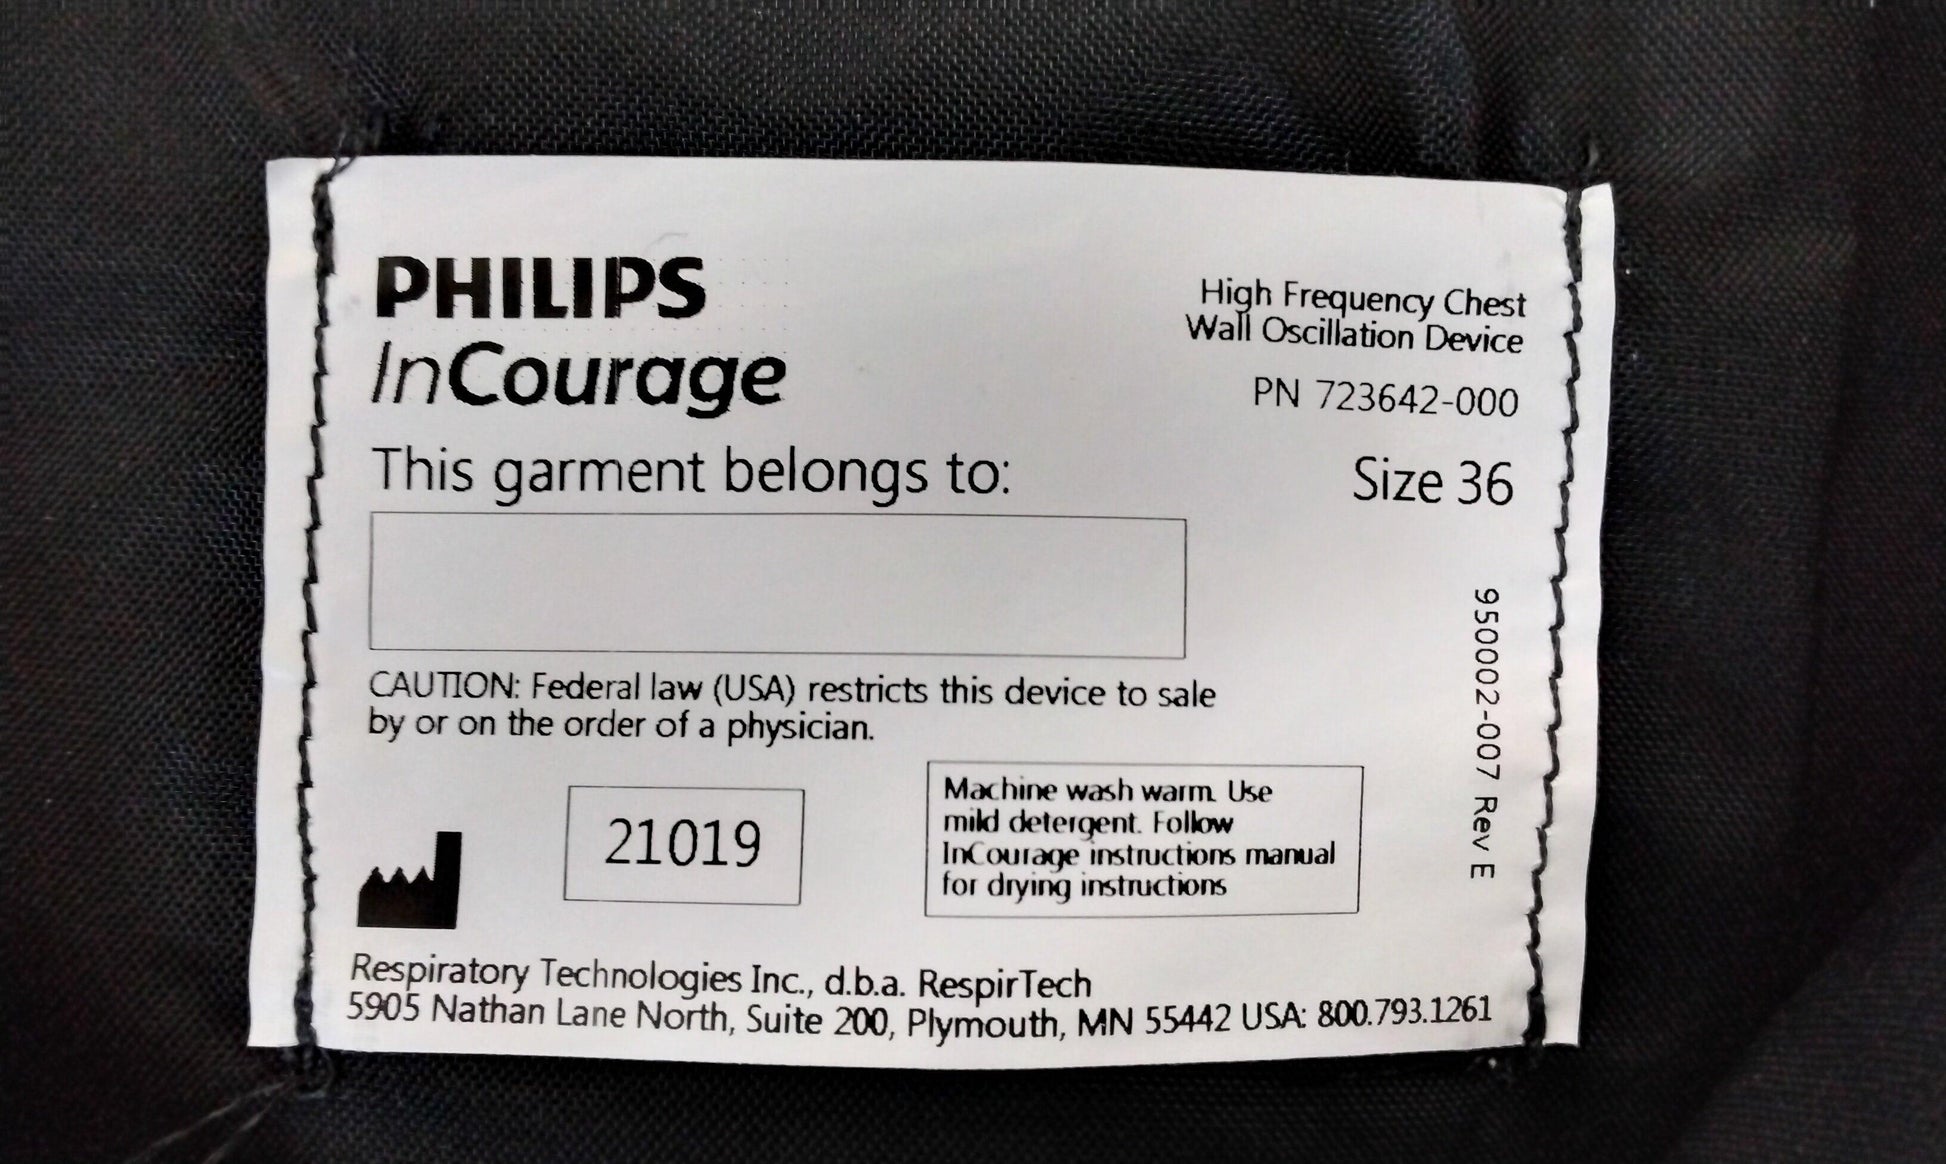 PHILIPS
InCourage
High Frequency Chest
Wall Oscillation Device
PN 723642-000
This garment belongs to:
Size 36
CAUTION: Federal law (USA) restricts this device to sale
by or on the order of a physician.
950002-007 Rev E
21019
Machine wash warm. Use
mild detergent. Follow
InCourage instructions manual
for drying instructions
Respiratory Technologies Inc., d.b.a. RespirTech
5905 Nathan Lane North, Suite 200, Plymouth, MN 55442 USA: 800.793.1261